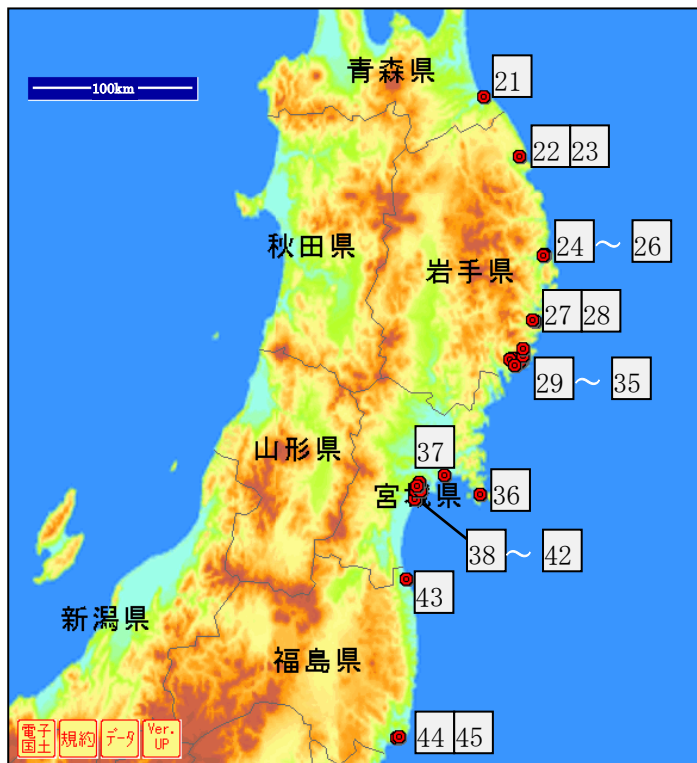 青森県
21
100km
22 23
秋田県
24 ～ 26
岩手県
27 28
29 ～ 35
山形県
37
宮城県
36
38 ～ 42
43
新潟県
福島県
電子国土
規約
データ
Ver.UP
44 45